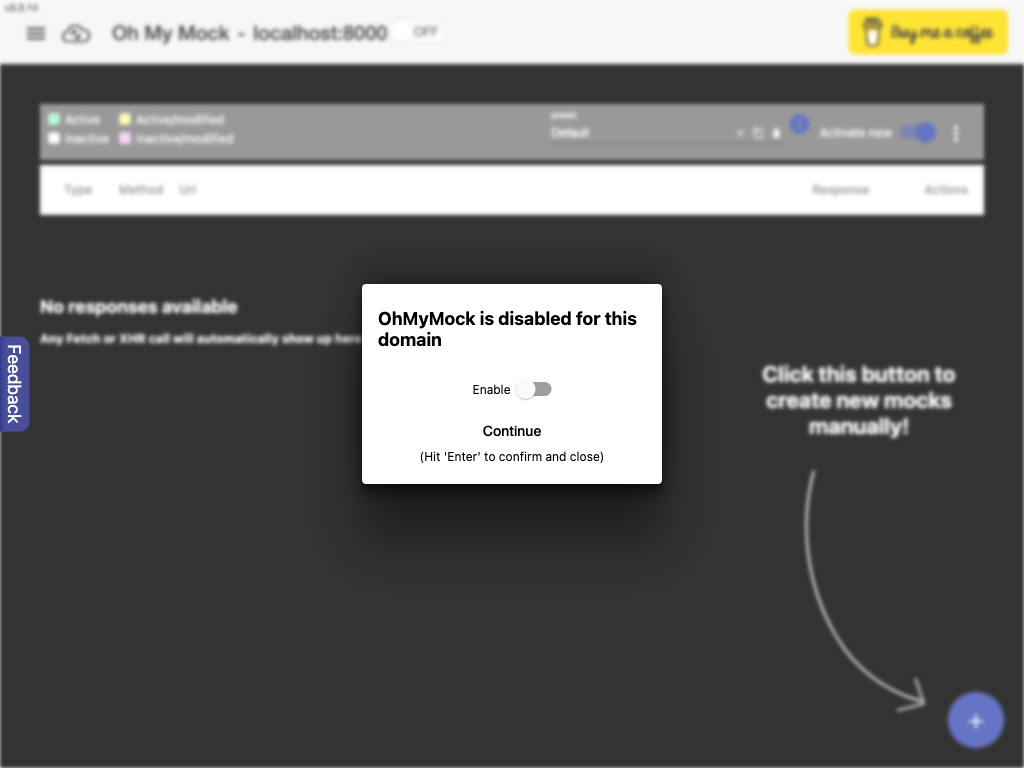 v3.3.14
Oh My Mock - localhost:8000 OFF
Buy me a coffee
Active Active/modified
Inactive Inactive/modified
preset
Default
Activate new
Type Method Url Response Actions
No responses available
Any Fetch or XHR call will automatically show up here
Feedback
OhMyMock is disabled for this
domain
Enable
Continue
(Hit 'Enter' to confirm and close)
Click this button to
create new mocks
manually!
+